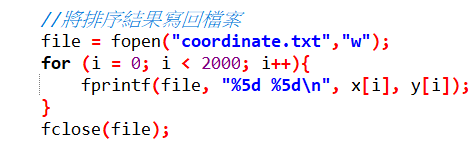 //將排序結果寫回檔案
file = fopen("coordinate.txt","w");
for (i = 0; i < 2000; i++){
fprintf(file, "%5d %5d\n", x[i], y[i]);
}
fclose(file);